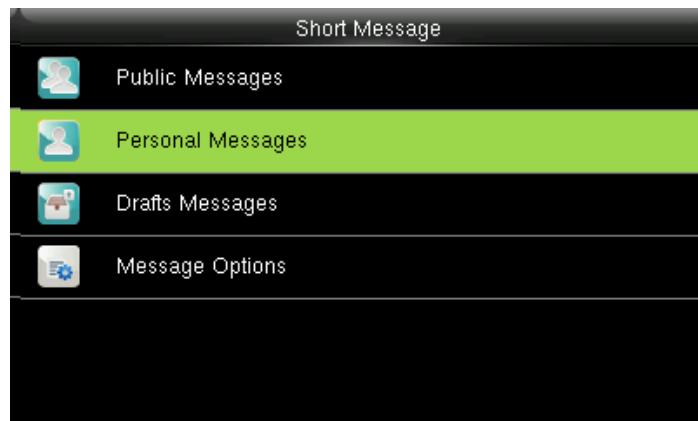 Short Message
Public Messages
Personal Messages
Drafts Messages
Message Options